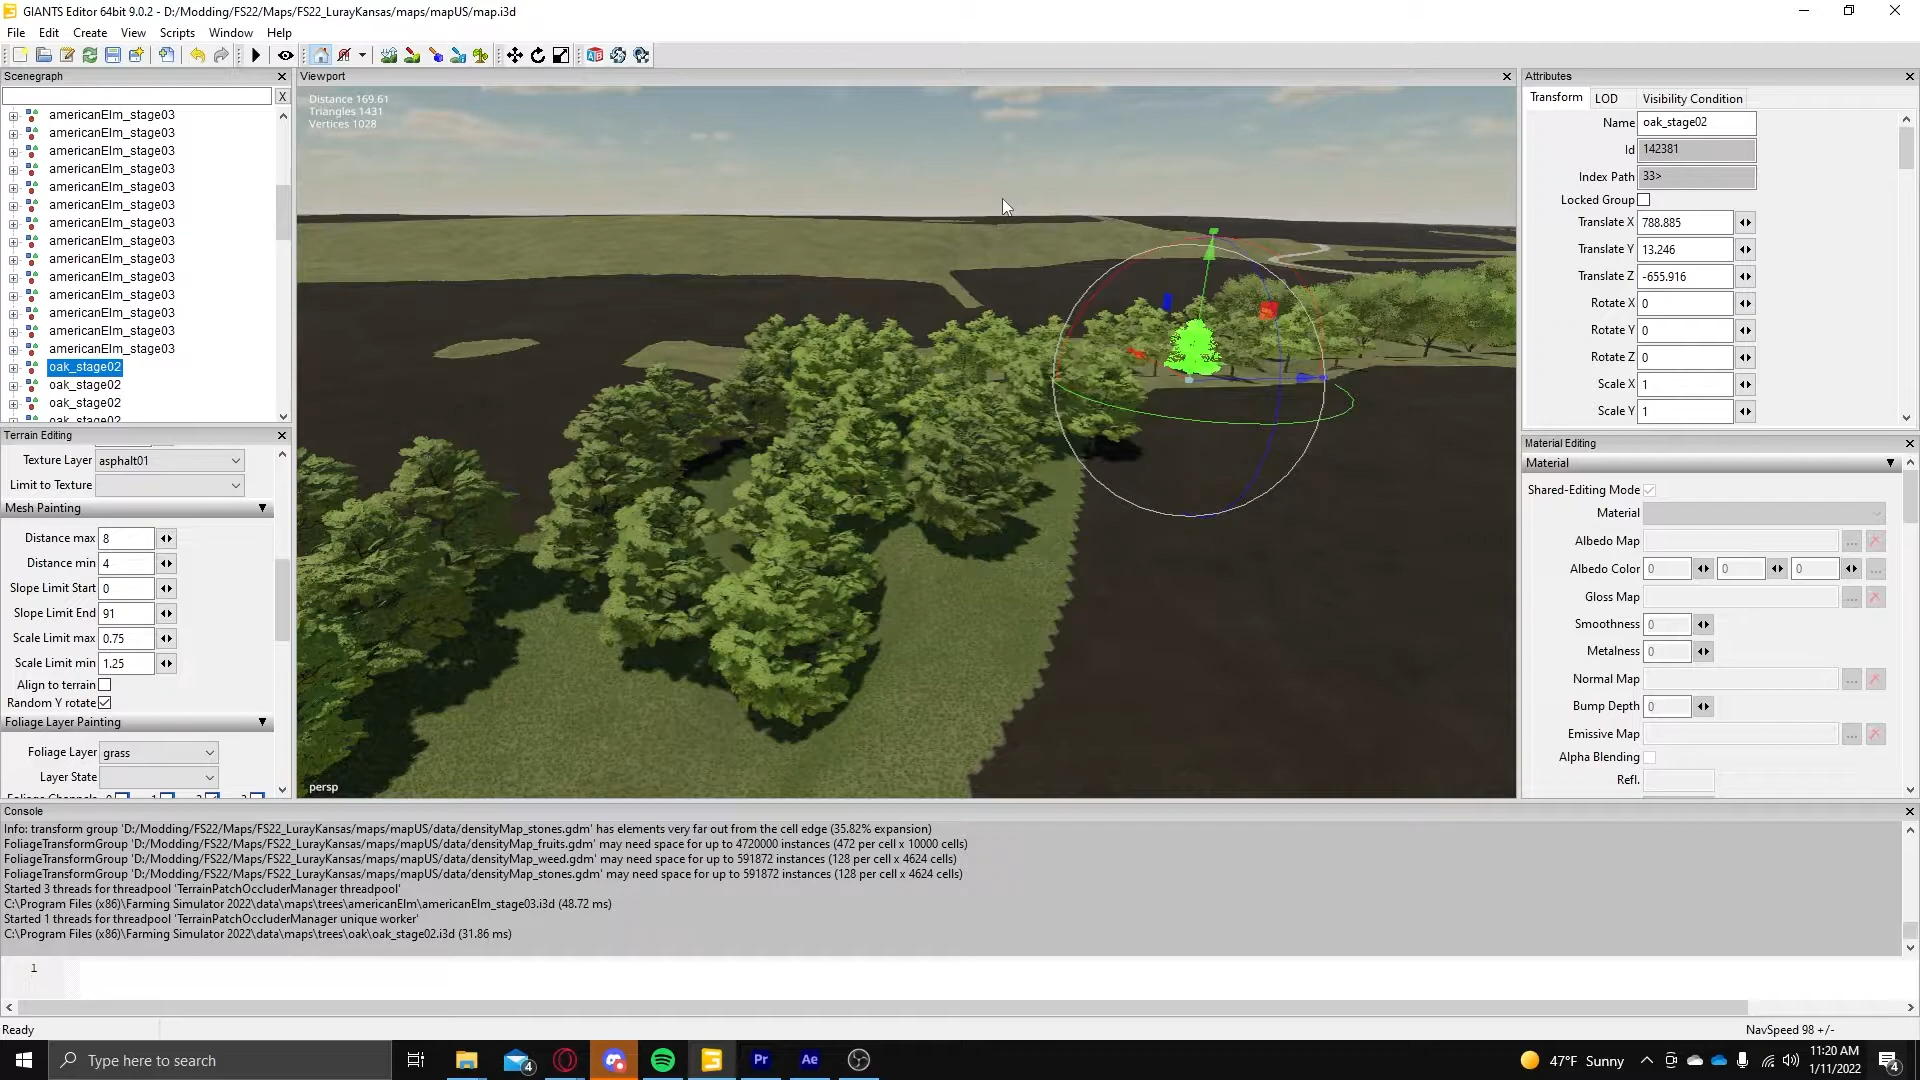 GIANTS Editor 64bit 9.0.2 - D:/Modding/FS22/Maps/FS22_LurayKansas/maps/mapUS/map.i3d
File Edit Create View Scripts Window Help
Scenegraph
X
americanElm_stage03
americanElm_stage03
americanElm_stage03
americanElm_stage03
americanElm_stage03
americanElm_stage03
americanElm_stage03
americanElm_stage03
americanElm_stage03
americanElm_stage03
americanElm_stage03
americanElm_stage03
americanElm_stage03
americanElm_stage03
oak_stage02
oak_stage02
oak_stage02
oak_stage02
Terrain Editing
Texture Layer asphalt01
Limit to Texture
Mesh Painting
Distance max 8
Distance min 4
Slope Limit Start 0
Slope Limit End 91
Scale Limit max 0.75
Scale Limit min 1.25
Align to terrain
Random Y rotate
Foliage Layer Painting
Foliage Layer grass
Layer State
Viewport
Distance 169.61
Triangles 1431
Vertices 1028
persp
Attributes
Transform LOD Visibility Condition
Name oak_stage02
Id 142381
Index Path 33>
Locked Group
Translate X 788.885
Translate Y 13.246
Translate Z -655.916
Rotate X 0
Rotate Y 0
Rotate Z 0
Scale X 1
Scale Y 1
Material Editing
Material
Shared-Editing Mode
Material
Albedo Map ...
Albedo Color 0 0 0 ...
Gloss Map ...
Smoothness 0
Metalness 0
Normal Map ...
Bump Depth 0
Emissive Map ...
Alpha Blending
Refl.
Console
Info: transform group 'D:/Modding/FS22/Maps/FS22_LurayKansas/maps/mapUS/data/densityMap_stones.gdm' has elements very far out from the cell edge (35.82% expansion)
FoliageTransformGroup 'D:/Modding/FS22/Maps/FS22_LurayKansas/maps/mapUS/data/densityMap_fruits.gdm' may need space for up to 4720000 instances (472 per cell x 10000 cells)
FoliageTransformGroup 'D:/Modding/FS22/Maps/FS22_LurayKansas/maps/mapUS/data/densityMap_weed.gdm' may need space for up to 591872 instances (128 per cell x 4624 cells)
FoliageTransformGroup 'D:/Modding/FS22/Maps/FS22_LurayKansas/maps/mapUS/data/densityMap_stones.gdm' may need space for up to 591872 instances (128 per cell x 4624 cells)
Started 3 threads for threadpool 'TerrainPatchOccluderManager threadpool'
C:\Program Files (x86)\Farming Simulator 2022\data\maps\trees\americanElm\americanElm_stage03.i3d (48.72 ms)
Started 1 threads for threadpool 'TerrainPatchOccluderManager unique worker'
C:\Program Files (x86)\Farming Simulator 2022\data\maps\trees\oak\oak_stage02.i3d (31.86 ms)
1
Ready
NavSpeed 98 +/-
Type here to search
4
Pr
Ae
47°F Sunny
11:20 AM
1/11/2022
4